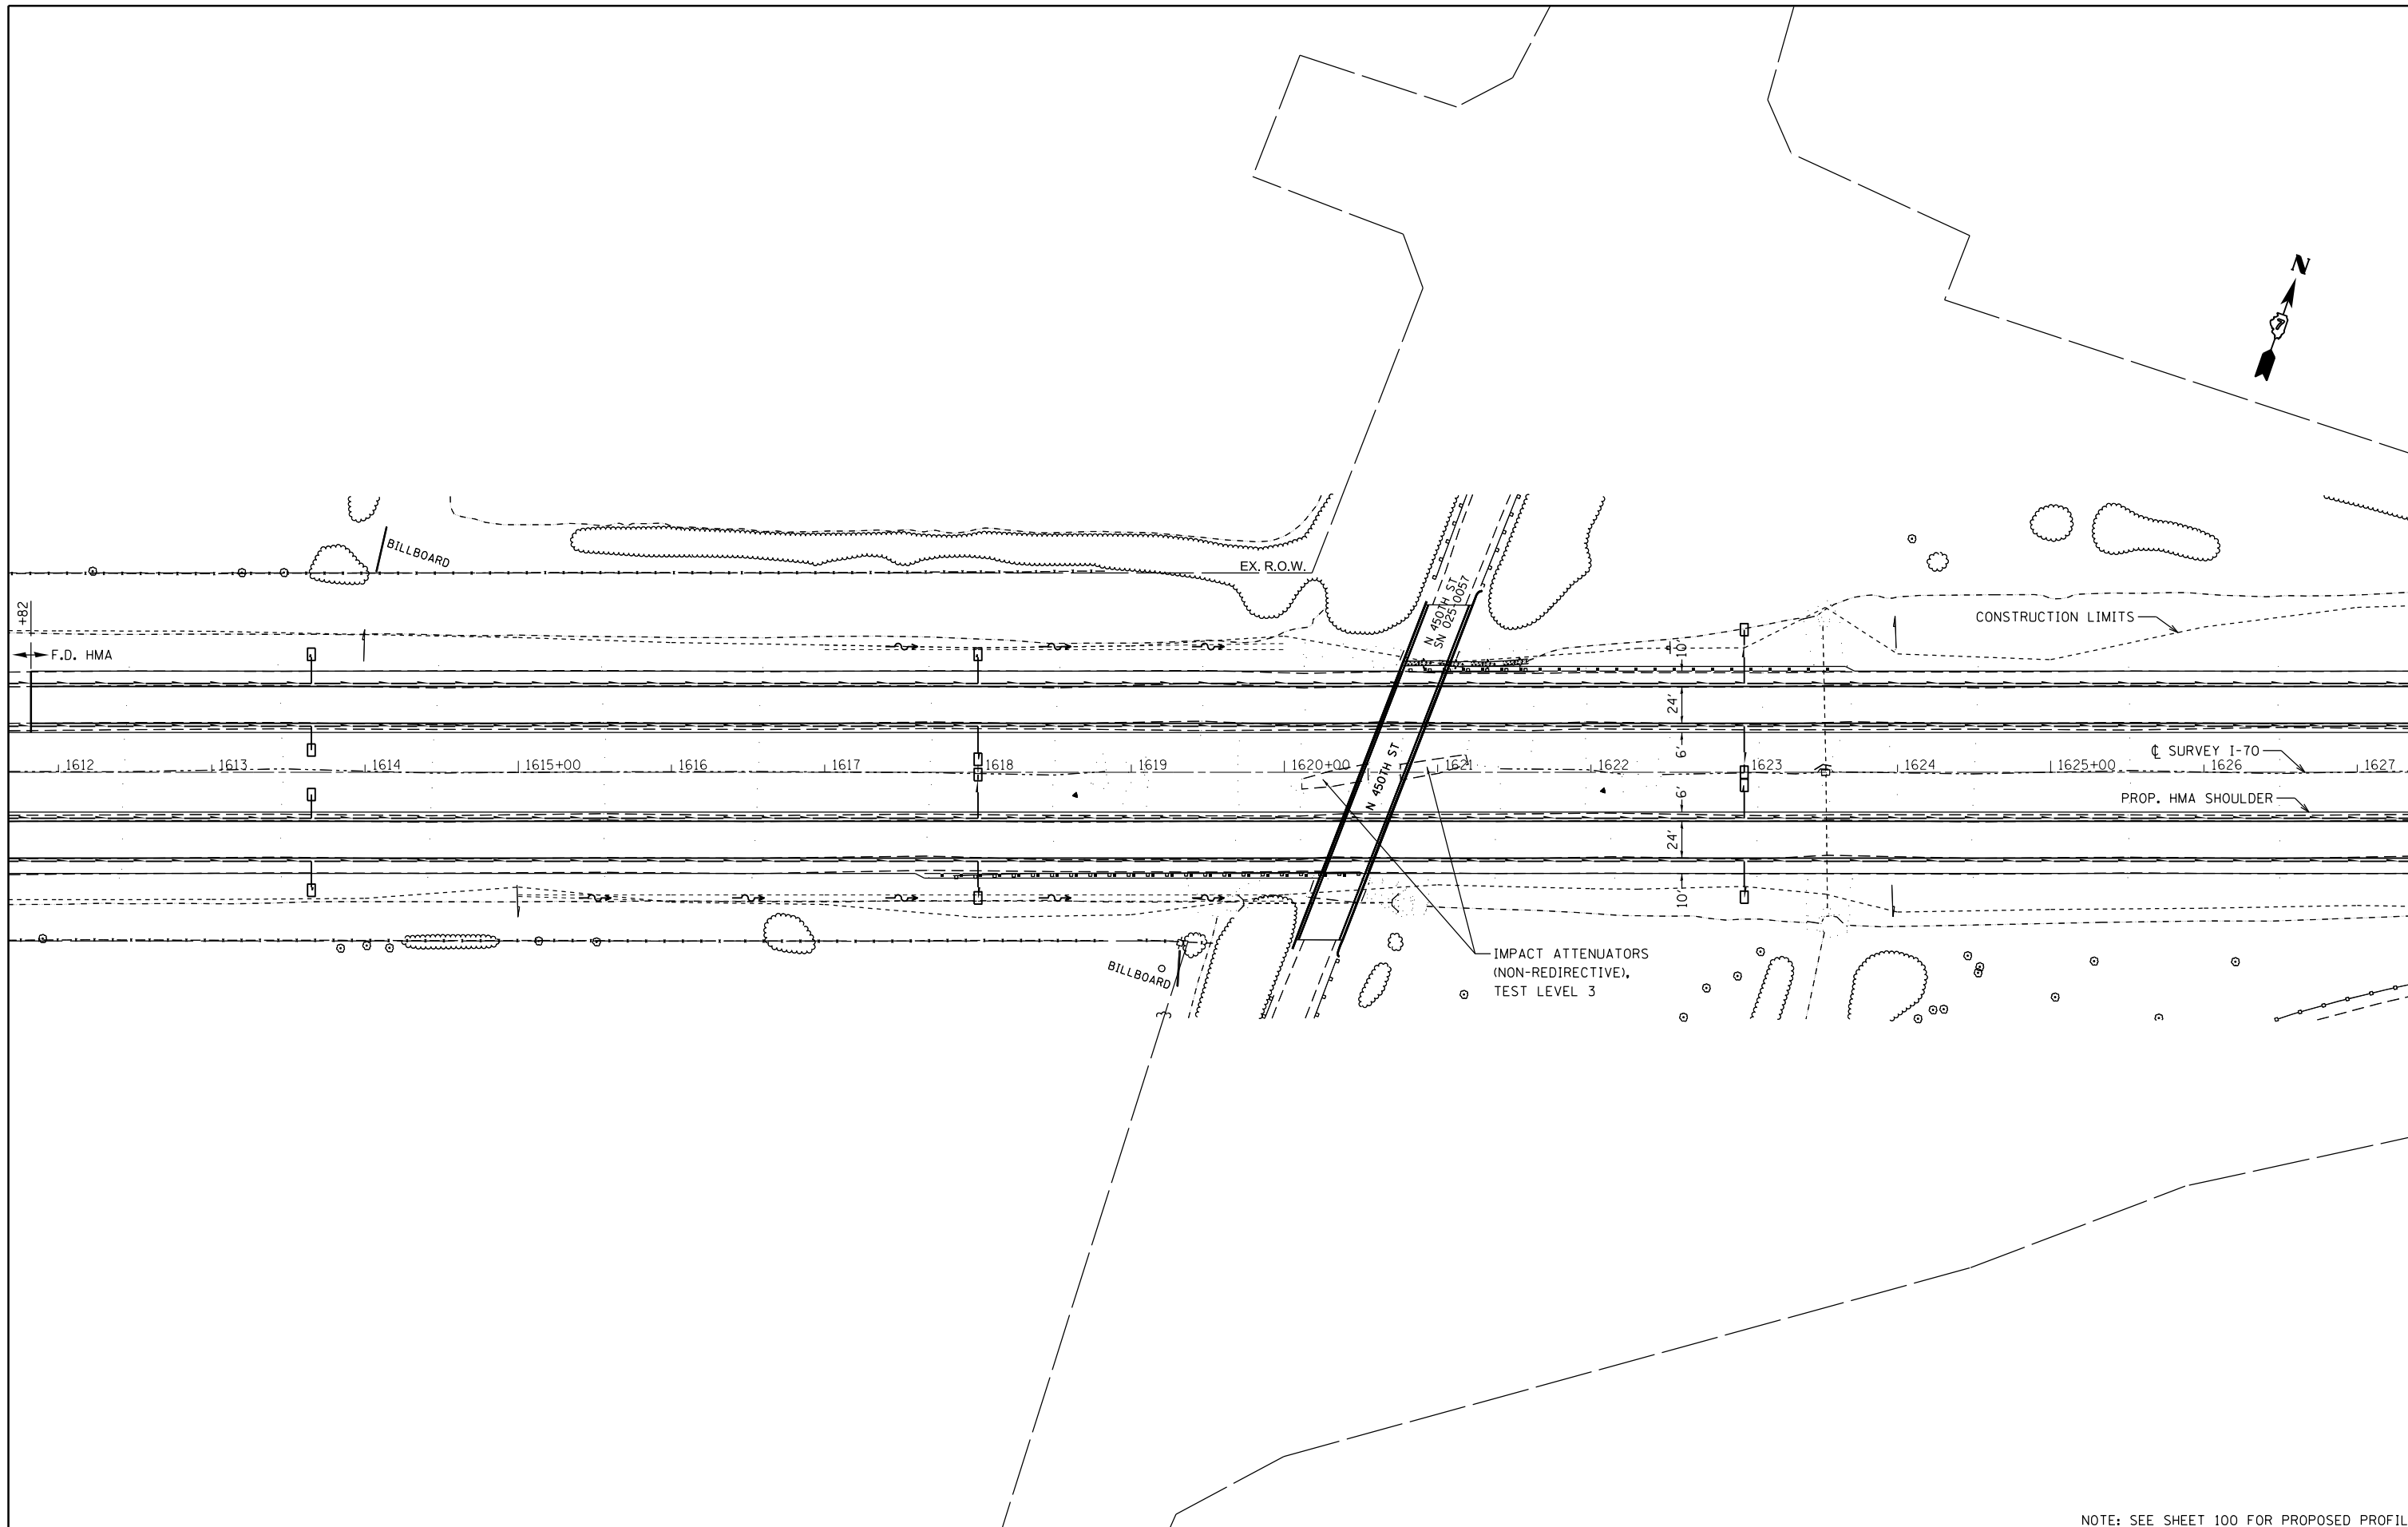 N
7
BILLBOARD
EX. R.O.W.
+82
F.D. HMA
N 450TH ST
SN 025-0057
CONSTRUCTION LIMITS
10'
24'
6'
℄ SURVEY I-70
1612
1613
1614
1615+00
1616
1617
1618
1619
1620+00
1621
1622
1623
1624
1625+00
1626
1627
N 450TH ST
6'
PROP. HMA SHOULDER
24'
10'
BILLBOARD
IMPACT ATTENUATORS
(NON-REDIRECTIVE),
TEST LEVEL 3
NOTE: SEE SHEET 100 FOR PROPOSED PROFIL